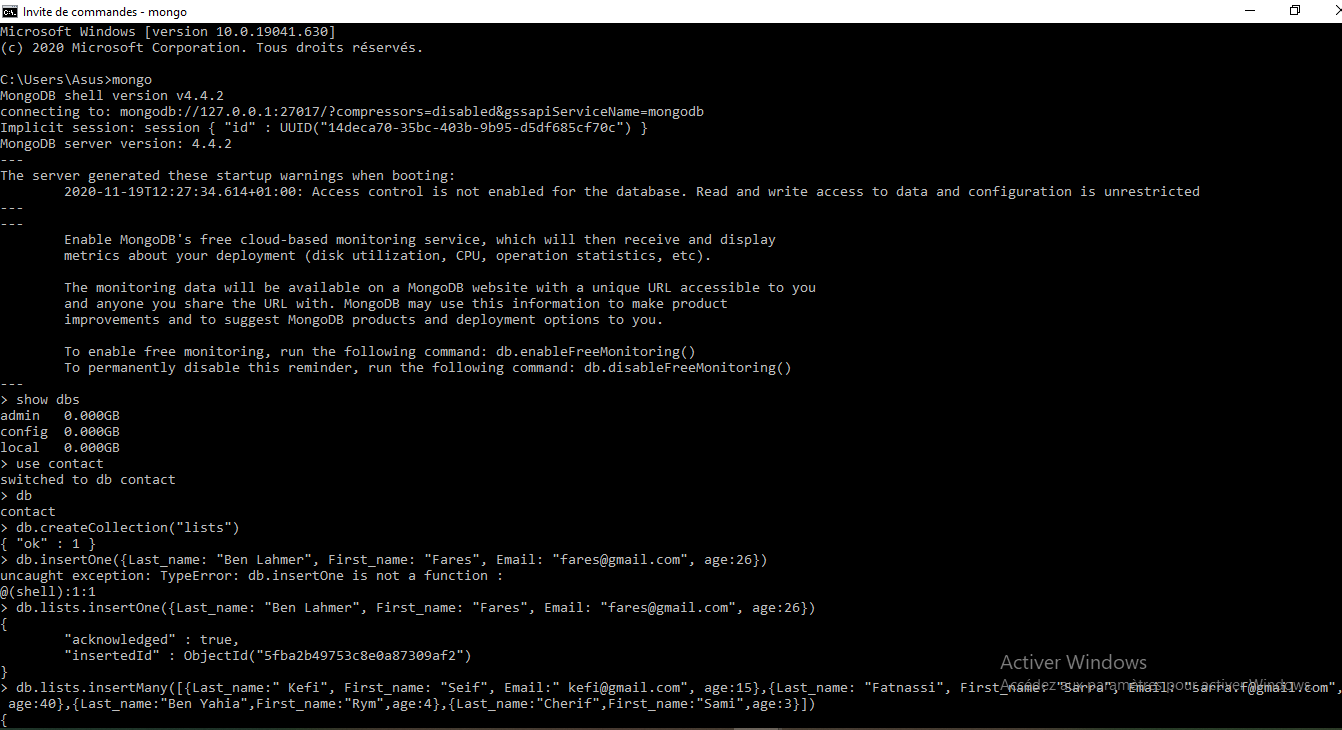 Invite de commandes - mongo
Microsoft Windows [version 10.0.19041.630]
(c) 2020 Microsoft Corporation. Tous droits réservés.
C:\Users\Asus>mongo
MongoDB shell version v4.4.2
connecting to: mongodb://127.0.0.1:27017/?compressors=disabled&gssapiServiceName=mongodb
Implicit session: session { "id" : UUID("14deca70-35bc-403b-9b95-d5df685cf70c") }
MongoDB server version: 4.4.2
---
The server generated these startup warnings when booting:
        2020-11-19T12:27:34.614+01:00: Access control is not enabled for the database. Read and write access to data and configuration is unrestricted
---
---
        Enable MongoDB's free cloud-based monitoring service, which will then receive and display
        metrics about your deployment (disk utilization, CPU, operation statistics, etc).
        The monitoring data will be available on a MongoDB website with a unique URL accessible to you
        and anyone you share the URL with. MongoDB may use this information to make product
        improvements and to suggest MongoDB products and deployment options to you.
        To enable free monitoring, run the following command: db.enableFreeMonitoring()
        To permanently disable this reminder, run the following command: db.disableFreeMonitoring()
---
> show dbs
admin   0.000GB
config  0.000GB
local   0.000GB
> use contact
switched to db contact
> db
contact
> db.createCollection("lists")
{ "ok" : 1 }
> db.insertOne({Last_name: "Ben Lahmer", First_name: "Fares", Email: "fares@gmail.com", age:26})
uncaught exception: TypeError: db.insertOne is not a function :
@(shell):1:1
> db.lists.insertOne({Last_name: "Ben Lahmer", First_name: "Fares", Email: "fares@gmail.com", age:26})
{
        "acknowledged" : true,
        "insertedId" : ObjectId("5fba2b49753c8e0a87309af2")
}
> db.lists.insertMany([{Last_name:" Kefi", First_name: "Seif", Email:" kefi@gmail.com", age:15},{Last_name: "Fatnassi", First_name: "Sarra", Email: "sarra.f@gmail.com",
 age:40},{Last_name:"Ben Yahia",First_name:"Rym",age:4},{Last_name:"Cherif",First_name:"Sami",age:3}])
{
Activer Windows
Accédez aux paramètres pour activer Windows.